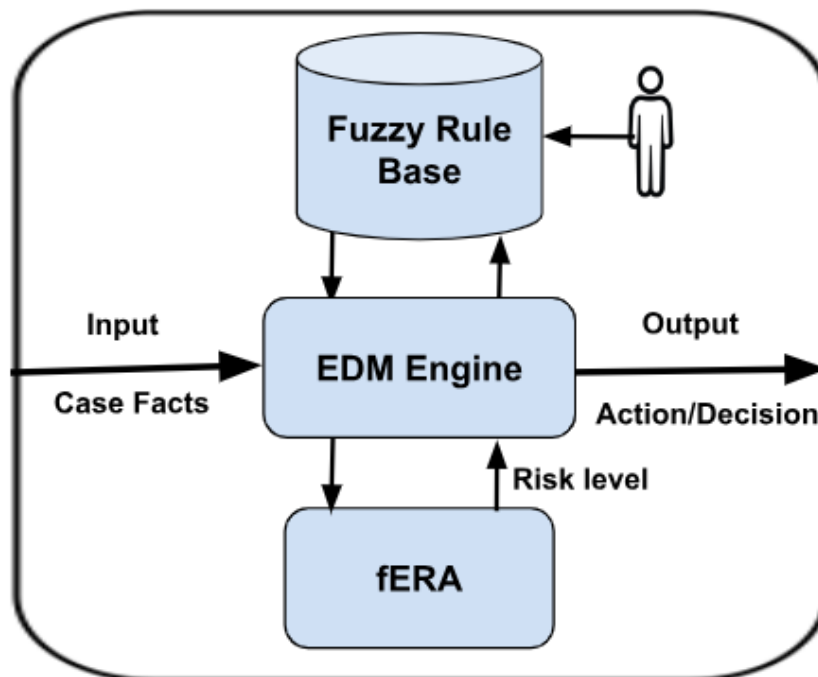 Fuzzy Rule
Base
Input
Case Facts
EDM Engine
Output
Action/Decision
Risk level
fERA